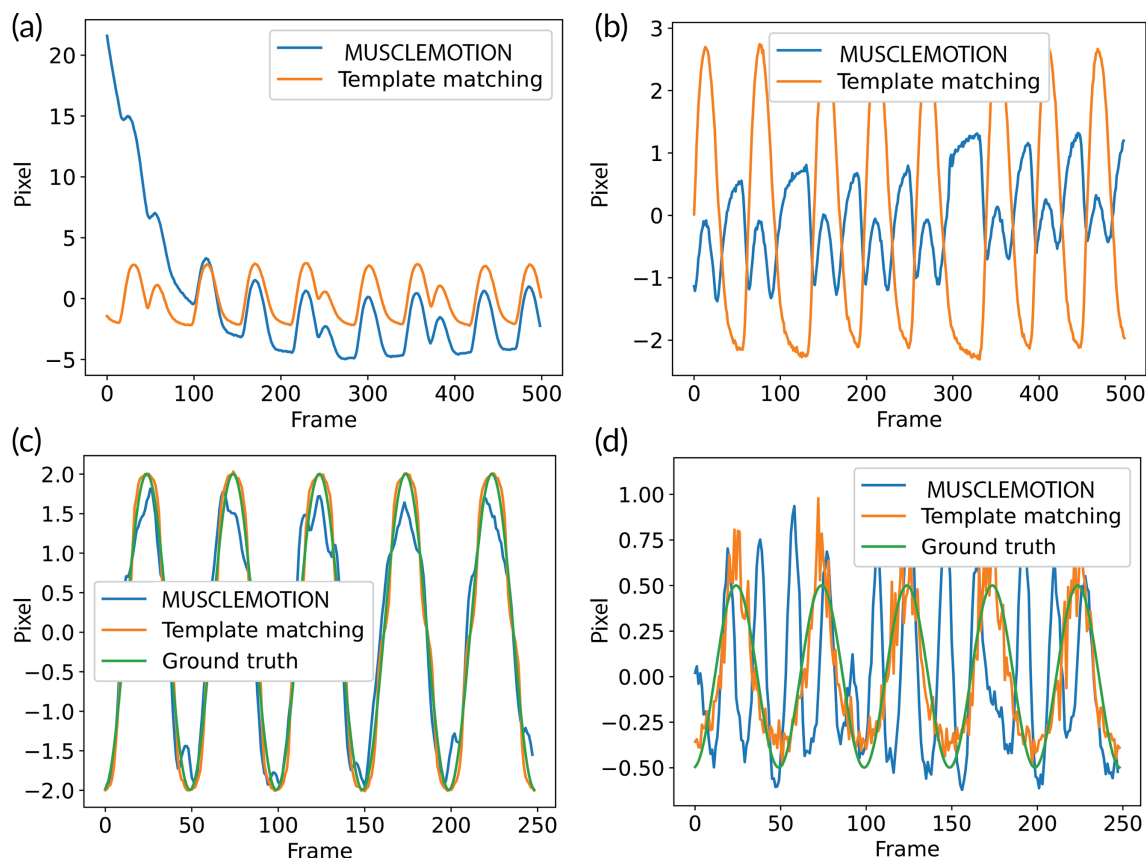 (a)
MUSCLEMOTION
Template matching
20
15
10
5
0
−5
Pixel
0 100 200 300 400 500
Frame
(b)
MUSCLEMOTION
Template matching
3
2
1
0
−1
−2
Pixel
0 100 200 300 400 500
Frame
(c)
2.0
1.5
1.0
0.5
0.0
−0.5
−1.0
−1.5
−2.0
Pixel
MUSCLEMOTION
Template matching
Ground truth
0 50 100 150 200 250
Frame
(d)
MUSCLEMOTION
Template matching
Ground truth
1.00
0.75
0.50
0.25
0.00
−0.25
−0.50
Pixel
0 50 100 150 200 250
Frame